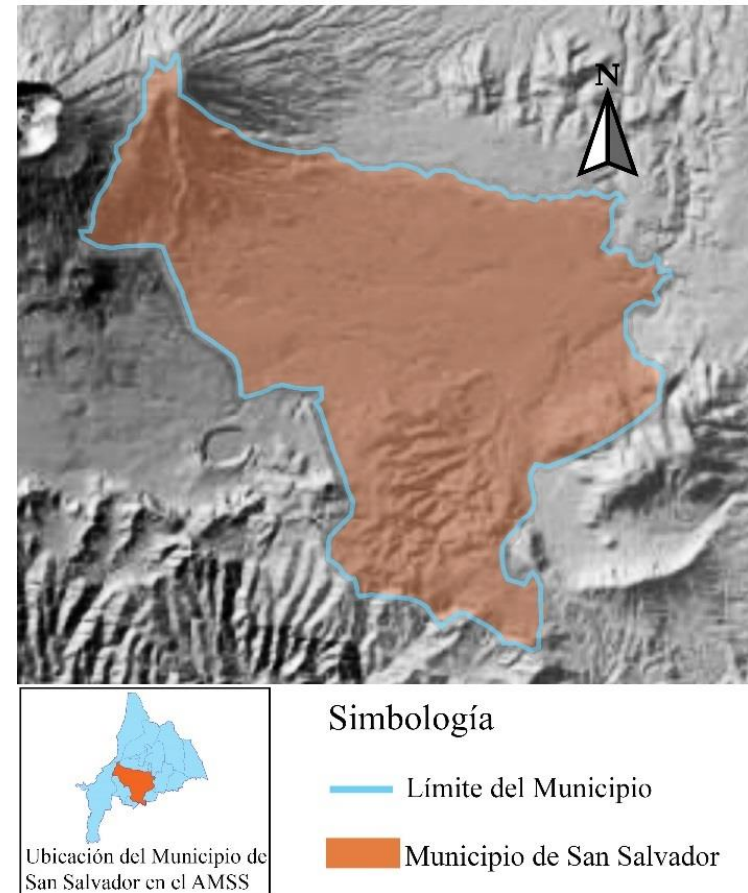 N
Simbología
Límite del Municipio
Municipio de San Salvador
Ubicación del Municipio de
San Salvador en el AMSS